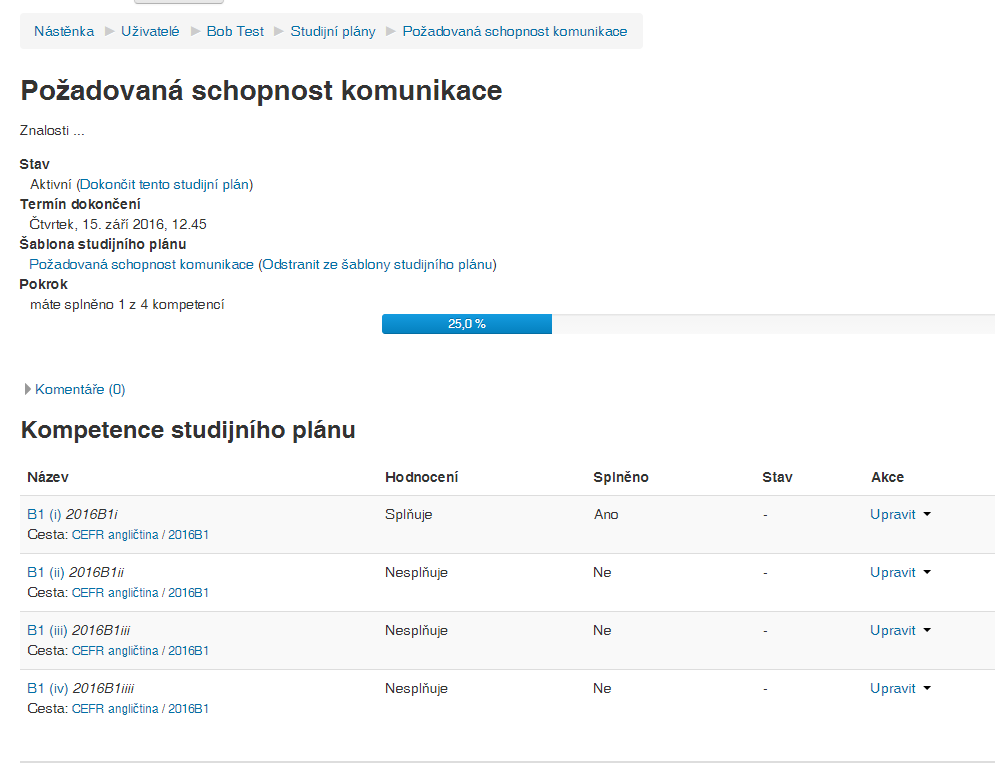 Nástěnka Uživatelé Bob Test Studijní plány Požadovaná schopnost komunikace
Požadovaná schopnost komunikace
Znalosti ...
Stav
Aktivní (Dokončit tento studijní plán)
Termín dokončení
Čtvrtek, 15. září 2016, 12.45
Šablona studijního plánu
Požadovaná schopnost komunikace (Odstranit ze šablony studijního plánu)
Pokrok
máte splněno 1 z 4 kompetencí
25,0 %
Komentáře (0)
Kompetence studijního plánu
Název Hodnocení Splněno Stav Akce
B1 (i) 2016B1i Splňuje Ano - Upravit
Cesta: CEFR angličtina / 2016B1
B1 (ii) 2016B1ii Nesplňuje Ne - Upravit
Cesta: CEFR angličtina / 2016B1
B1 (iii) 2016B1iii Nesplňuje Ne - Upravit
Cesta: CEFR angličtina / 2016B1
B1 (iv) 2016B1iiii Nesplňuje Ne - Upravit
Cesta: CEFR angličtina / 2016B1